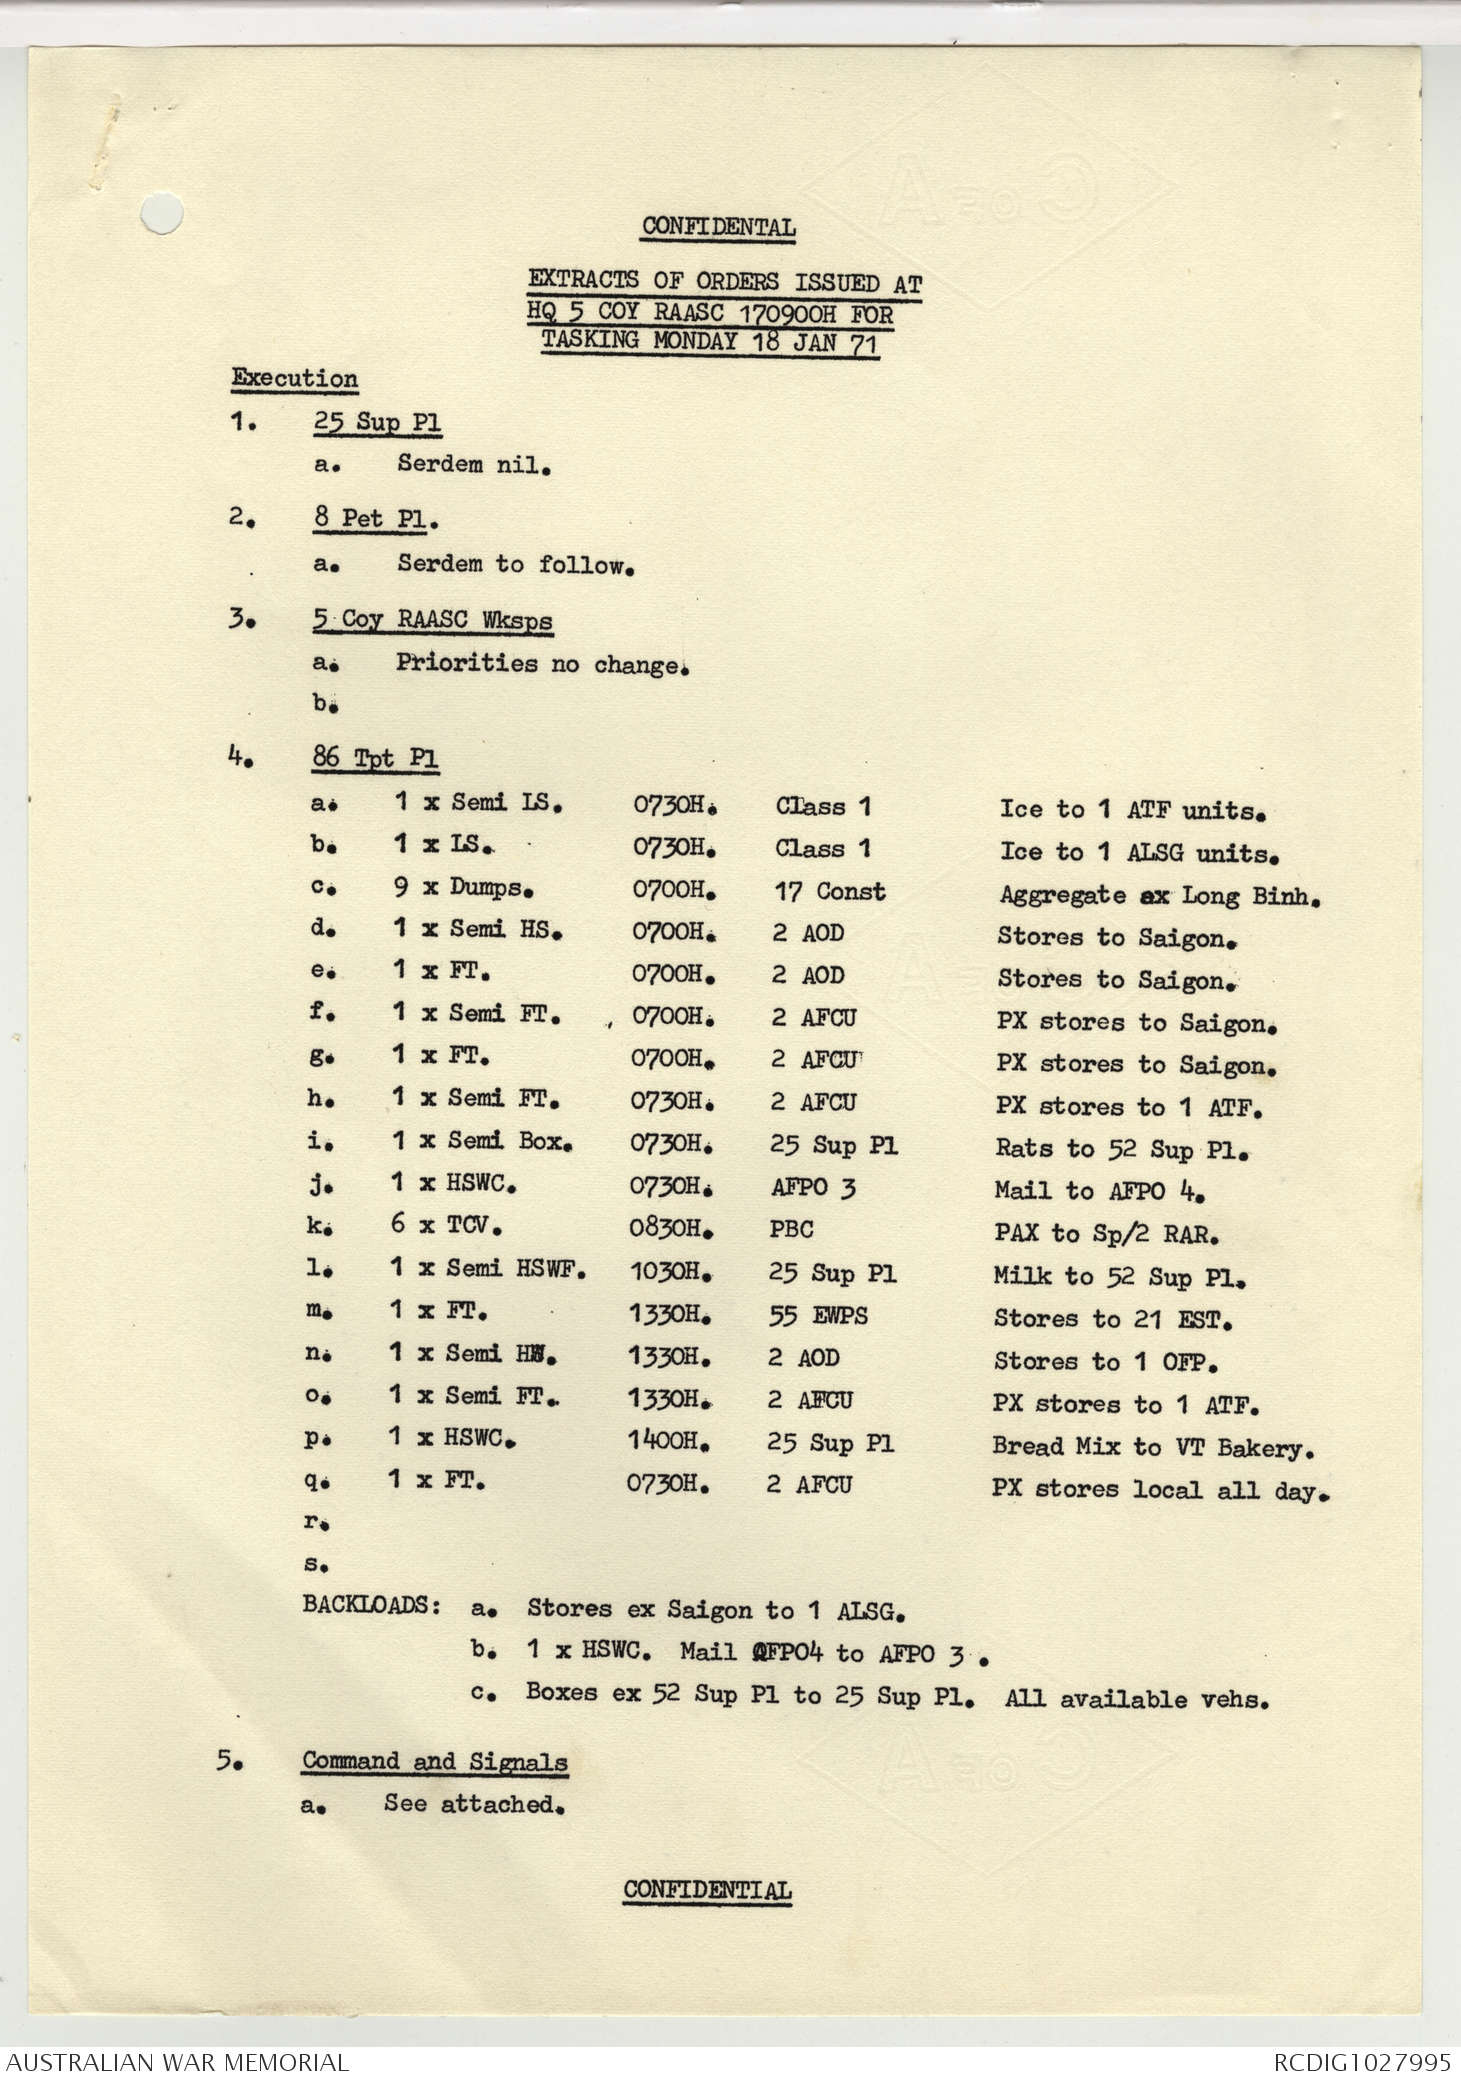 CONFIDENTAL
EXTRACTS OF ORDERS ISSUED AT
HQ 5 COY RAASC 170900H FOR
TASKING MONDAY 18 JAN 71
Execution
1. 25 Sup Pl
a. Serdem nil.
2. 8 Pet Pl.
a. Serdem to follow.
3. 5 Coy RAASC Wksps
a. Priorities no change.
b.
4. 86 Tpt Pl
a. 1 x Semi LS. 0730H. Class 1 Ice to 1 ATF units.
b. 1 x LS. 0730H. Class 1 Ice to 1 ALSG units.
c. 9 x Dumps. 0700H. 17 Const Aggregate ex Long Binh.
d. 1 x Semi HS. 0700H. 2 AOD Stores to Saigon.
e. 1 x FT. 0700H. 2 AOD Stores to Saigon.
f. 1 x Semi FT. 0700H. 2 AFCU PX stores to Saigon.
g. 1 x FT. 0700H. 2 AFCU PX stores to Saigon.
h. 1 x Semi FT. 0730H. 2 AFCU PX stores to 1 ATF.
i. 1 x Semi Box. 0730H. 25 Sup Pl Rats to 52 Sup Pl.
j. 1 x HSWC. 0730H. AFPO 3 Mail to AFPO 4.
k. 6 x TCV. 0830H. PBC PAX to Sp/2 RAR.
l. 1 x Semi HSWF. 1030H. 25 Sup Pl Milk to 52 Sup Pl.
m. 1 x FT. 1330H. 55 EWPS Stores to 21 EST.
n. 1 x Semi 1330H. 2 AOD Stores to 1 OFP.
o. 1 x Semi FT. 1330H. 2 AFCU PX stores to 1 ATF.
p. 1 x HSWC. 1400H. 25 Sup Pl Bread Mix to VT Bakery.
q. 1 x FT. 0730H. 2 AFCU PX stores local all day.
r.
s.
BACKLOADS: a. Stores ex Saigon to 1 ALSG.
b. 1 x HSWC. Mail AFPO4 to AFPO 3 .
c. Boxes ex 52 Sup Pl to 25 Sup Pl. All available vehs.
5. Command and Signals
a. See attached.
CONFIDENTIAL
AUSTRALIAN WAR MEMORIAL RCDIG1027995